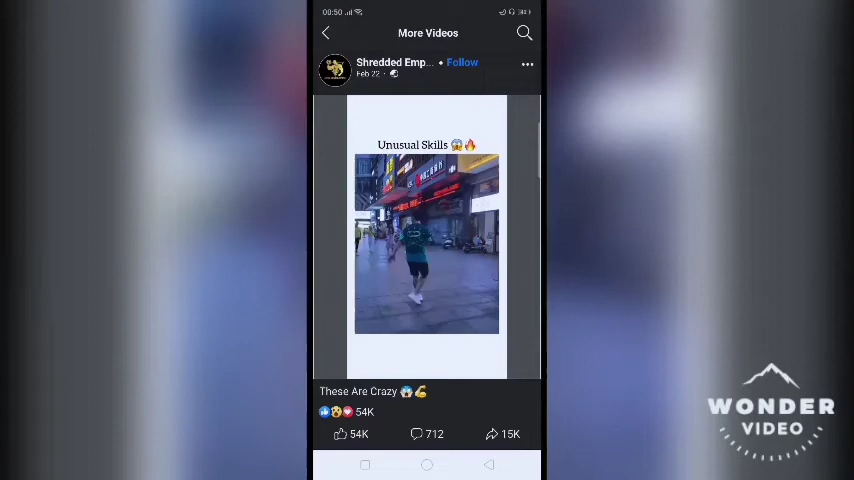 00:50
More Videos
Shredded Emp... • Follow
Feb 22 ·
Unusual Skills 😱🔥
These Are Crazy 😱💪
54K
54K 712 15K
WONDER
VIDEO